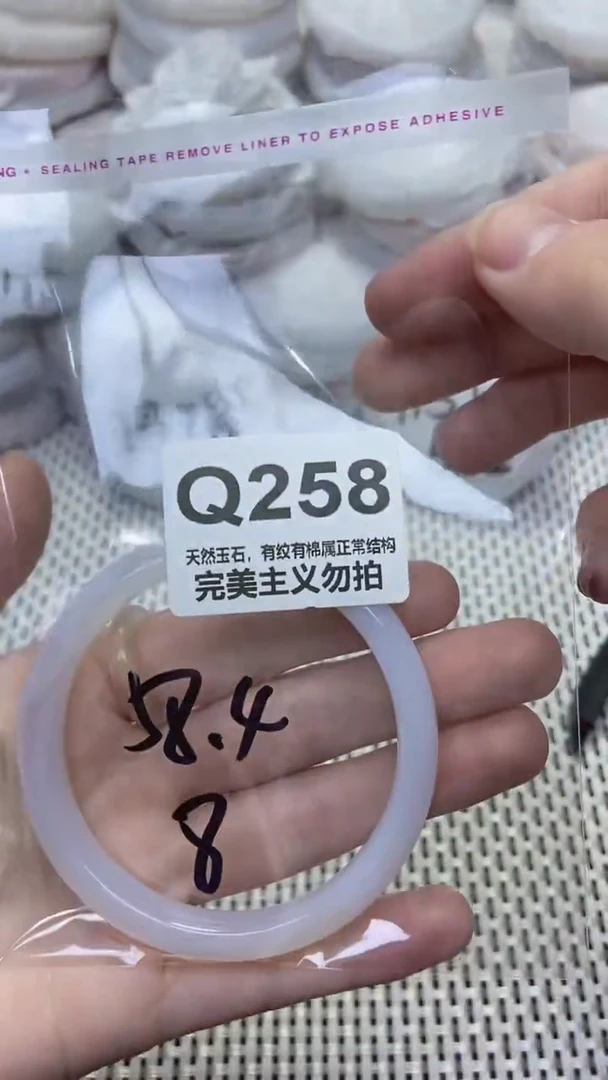 NG • SEALING TAPE REMOVE LINER TO EXPOSE ADHESIVE
Q258
天然玉石，有纹有棉属正常结构
完美主义勿拍
58.4
8